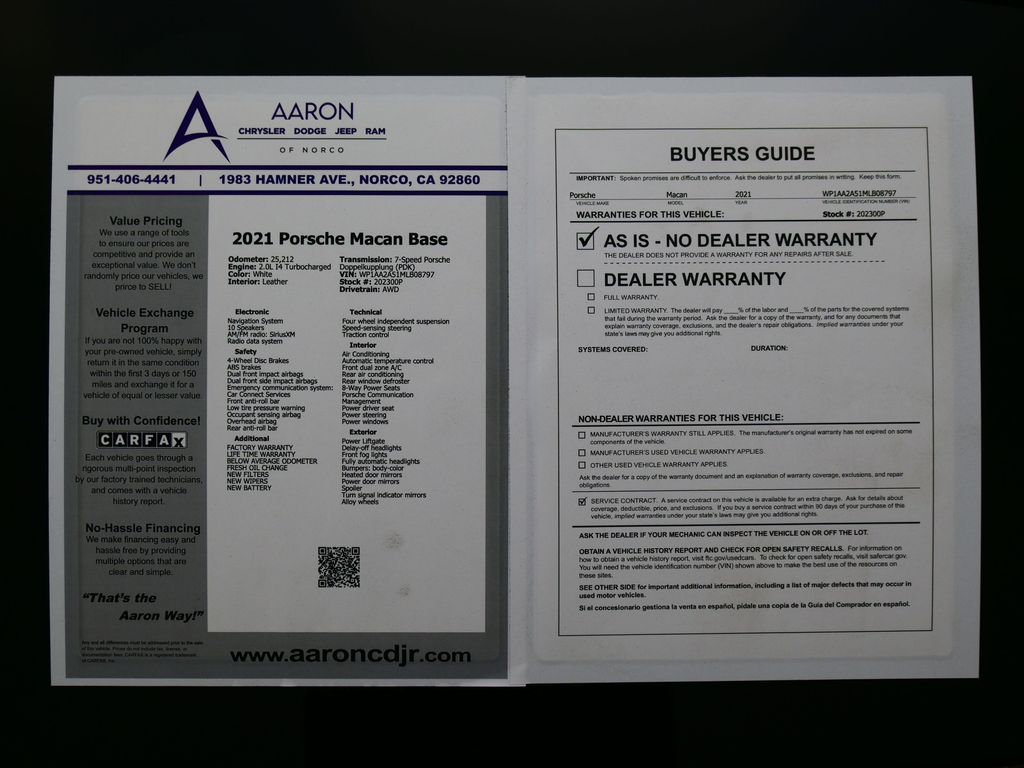 AARON
CHRYSLER DODGE JEEP RAM
OF NORCO
951-406-4441 | 1983 HAMNER AVE., NORCO, CA 92860
Value Pricing
We use a range of tools
to ensure our prices are
competitive and provide an
exceptional value. We don't
randomly price our vehicles, we
price to SELL!
Vehicle Exchange
Program
If you are not 100% happy with
your pre-owned vehicle, simply
return it in the same condition
within the first 3 days or 150
miles and exchange it for a
vehicle of equal or lesser value.
Buy with Confidence!
CARFAX
Each vehicle goes through a
rigorous multi-point inspection
by our factory trained technicians,
and comes with a vehicle
history report.
No-Hassle Financing
We make financing easy and
hassle free by providing
multiple options that are
clear and simple.
"That's the
Aaron Way!"
Any and all differences must be addressed prior to the sale
of this vehicle. Prices do not include tax, license, or
documentation fees. CARFAX is a registered trademark
of CARFAX, Inc.
2021 Porsche Macan Base
Odometer: 25,212
Engine: 2.0L I4 Turbocharged
Color: White
Interior: Leather
Transmission: 7-Speed Porsche
Doppelkupplung (PDK)
VIN: WP1AA2A51MLB08797
Stock #: 202300P
Drivetrain: AWD
Electronic
Navigation System
10 Speakers
AM/FM radio: SiriusXM
Radio data system
Safety
4-Wheel Disc Brakes
ABS brakes
Dual front impact airbags
Dual front side impact airbags
Emergency communication system:
Car Connect Services
Front anti-roll bar
Low tire pressure warning
Occupant sensing airbag
Overhead airbag
Rear anti-roll bar
Additional
FACTORY WARRANTY
LIFE TIME WARRANTY
BELOW AVERAGE ODOMETER
FRESH OIL CHANGE
NEW FILTERS
NEW WIPERS
NEW BATTERY
Technical
Four wheel independent suspension
Speed-sensing steering
Traction control
Interior
Air Conditioning
Automatic temperature control
Front dual zone A/C
Rear air conditioning
Rear window defroster
8-Way Power Seats
Porsche Communication
Management
Power driver seat
Power steering
Power windows
Exterior
Power Liftgate
Delay-off headlights
Front fog lights
Fully automatic headlights
Bumpers: body-color
Heated door mirrors
Power door mirrors
Spoiler
Turn signal indicator mirrors
Alloy wheels
www.aaroncdjr.com
BUYERS GUIDE
IMPORTANT: Spoken promises are difficult to enforce. Ask the dealer to put all promises in writing. Keep this form.
Porsche Macan 2021 WP1AA2A51MLB08797
VEHICLE MAKE MODEL YEAR VEHICLE IDENTIFICATION NUMBER (VIN)
WARRANTIES FOR THIS VEHICLE: Stock #: 202300P
AS IS - NO DEALER WARRANTY
THE DEALER DOES NOT PROVIDE A WARRANTY FOR ANY REPAIRS AFTER SALE.
DEALER WARRANTY
FULL WARRANTY.
LIMITED WARRANTY. The dealer will pay ____% of the labor and ____% of the parts for the covered systems
that fail during the warranty period. Ask the dealer for a copy of the warranty, and for any documents that
explain warranty coverage, exclusions, and the dealer's repair obligations. Implied warranties under your
state's laws may give you additional rights.
SYSTEMS COVERED: DURATION:
NON-DEALER WARRANTIES FOR THIS VEHICLE:
MANUFACTURER'S WARRANTY STILL APPLIES. The manufacturer's original warranty has not expired on some
components of the vehicle.
MANUFACTURER'S USED VEHICLE WARRANTY APPLIES.
OTHER USED VEHICLE WARRANTY APPLIES.
Ask the dealer for a copy of the warranty document and an explanation of warranty coverage, exclusions, and repair
obligations.
SERVICE CONTRACT. A service contract on this vehicle is available for an extra charge. Ask for details about
coverage, deductible, price, and exclusions. If you buy a service contract within 90 days of your purchase of this
vehicle, implied warranties under your state's laws may give you additional rights.
ASK THE DEALER IF YOUR MECHANIC CAN INSPECT THE VEHICLE ON OR OFF THE LOT.
OBTAIN A VEHICLE HISTORY REPORT AND CHECK FOR OPEN SAFETY RECALLS. For information on
how to obtain a vehicle history report, visit ftc.gov/usedcars. To check for open safety recalls, visit safercar.gov.
You will need the vehicle identification number (VIN) shown above to make the best use of the resources on
these sites.
SEE OTHER SIDE for important additional information, including a list of major defects that may occur in
used motor vehicles.
Si el concesionario gestiona la venta en español, pídale una copia de la Guía del Comprador en español.